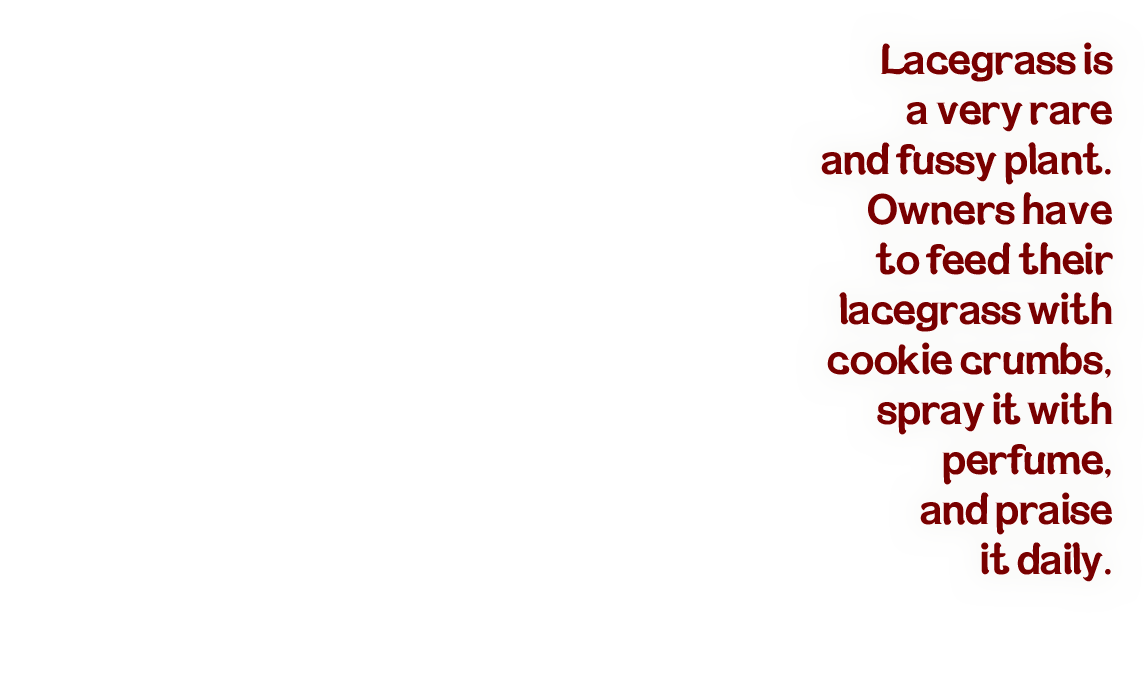 Lacegrass is
a very rare
and fussy plant.
Owners have
to feed their
lacegrass with
cookie crumbs,
spray it with
perfume,
and praise
it daily.